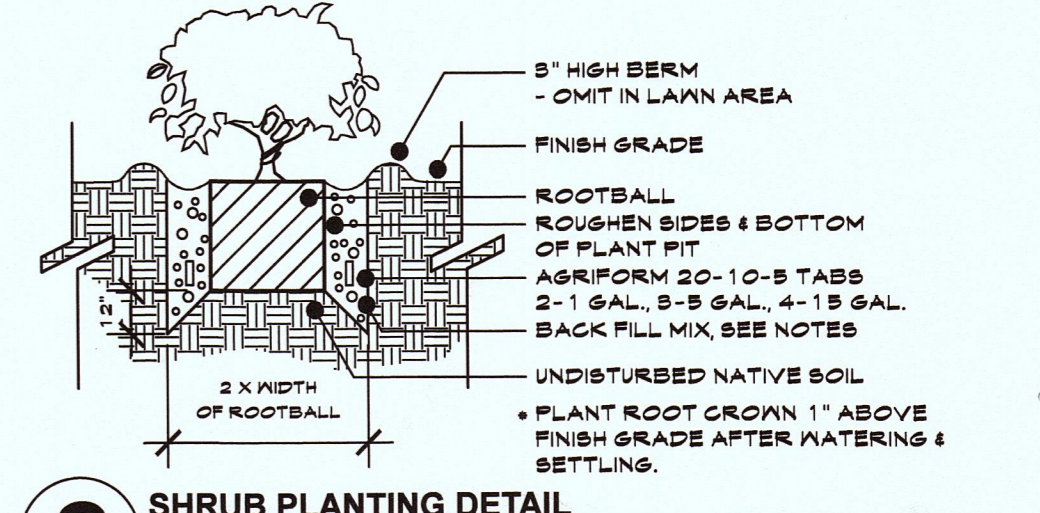 3" HIGH BERM
- OMIT IN LAWN AREA
FINISH GRADE
ROOTBALL
ROUGHEN SIDES & BOTTOM
OF PLANT PIT
AGRIFORM 20-10-5 TABS
2-1 GAL., 3-5 GAL., 4-15 GAL.
BACK FILL MIX, SEE NOTES
UNDISTURBED NATIVE SOIL
* PLANT ROOT CROWN 1" ABOVE
FINISH GRADE AFTER WATERING &
SETTLING.
12"
2 X WIDTH
OF ROOTBALL
SHRUB PLANTING DETAIL